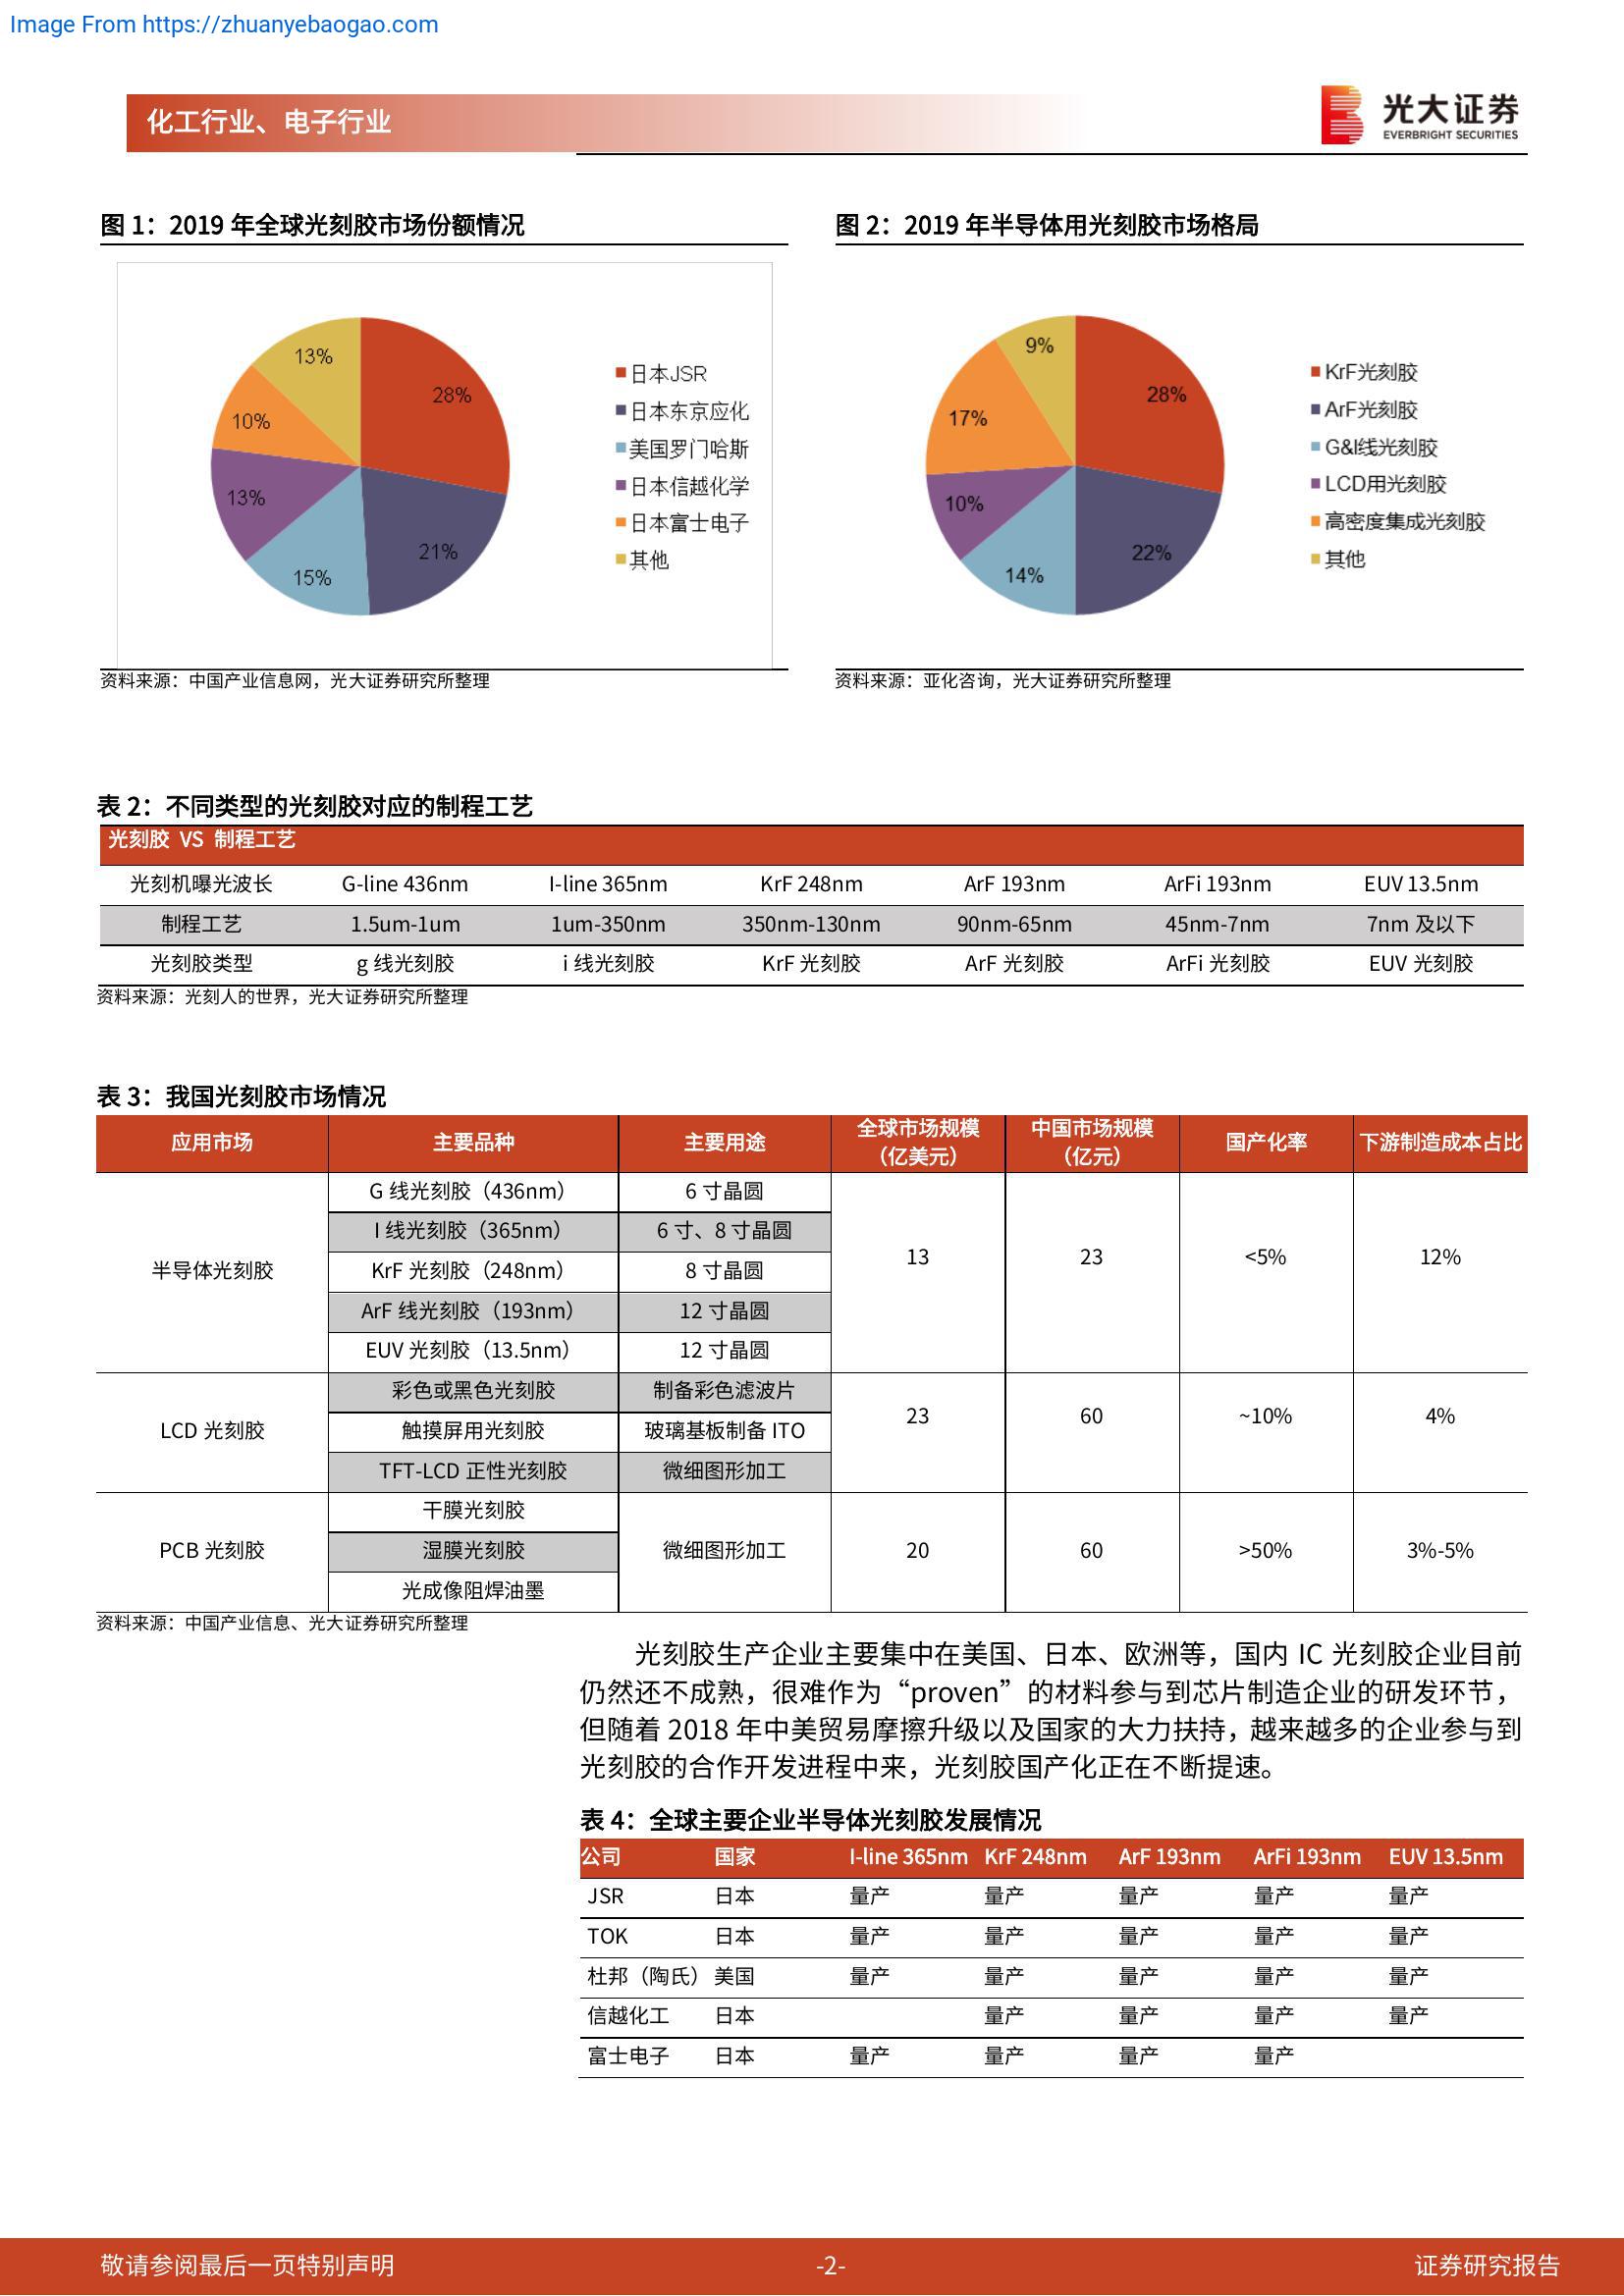 Image From https://zhuanyebaogao.com
化工行业、电子行业
光大证券
EVERBRIGHT SECURITIES
图 1：2019 年全球光刻胶市场份额情况
13%
28%
10%
13%
21%
15%
日本JSR
日本东京应化
美国罗门哈斯
日本信越化学
日本富士电子
其他
资料来源：中国产业信息网，光大证券研究所整理
图 2：2019 年半导体用光刻胶市场格局
9%
28%
17%
10%
22%
14%
KrF光刻胶
ArF光刻胶
G&I线光刻胶
LCD用光刻胶
高密度集成光刻胶
其他
资料来源：亚化咨询，光大证券研究所整理
表 2：不同类型的光刻胶对应的制程工艺
光刻胶 VS 制程工艺
光刻机曝光波长 G-line 436nm I-line 365nm KrF 248nm ArF 193nm ArFi 193nm EUV 13.5nm
制程工艺 1.5um-1um 1um-350nm 350nm-130nm 90nm-65nm 45nm-7nm 7nm 及以下
光刻胶类型 g 线光刻胶 i 线光刻胶 KrF 光刻胶 ArF 光刻胶 ArFi 光刻胶 EUV 光刻胶
资料来源：光刻人的世界，光大证券研究所整理
表 3：我国光刻胶市场情况
应用市场 主要品种 主要用途 全球市场规模（亿美元） 中国市场规模（亿元） 国产化率 下游制造成本占比
半导体光刻胶 G 线光刻胶（436nm） 6 寸晶圆 13 23 <5% 12%
I 线光刻胶（365nm） 6 寸、8 寸晶圆
KrF 光刻胶（248nm） 8 寸晶圆
ArF 线光刻胶（193nm） 12 寸晶圆
EUV 光刻胶（13.5nm） 12 寸晶圆
LCD 光刻胶 彩色或黑色光刻胶 制备彩色滤波片 23 60 ~10% 4%
触摸屏用光刻胶 玻璃基板制备 ITO
TFT-LCD 正性光刻胶 微细图形加工
PCB 光刻胶 干膜光刻胶 微细图形加工 20 60 >50% 3%-5%
湿膜光刻胶
光成像阻焊油墨
资料来源：中国产业信息、光大证券研究所整理
光刻胶生产企业主要集中在美国、日本、欧洲等，国内 IC 光刻胶企业目前
仍然还不成熟，很难作为“proven”的材料参与到芯片制造企业的研发环节，
但随着 2018 年中美贸易摩擦升级以及国家的大力扶持，越来越多的企业参与到
光刻胶的合作开发进程中来，光刻胶国产化正在不断提速。
表 4：全球主要企业半导体光刻胶发展情况
公司 国家 I-line 365nm KrF 248nm ArF 193nm ArFi 193nm EUV 13.5nm
JSR 日本 量产 量产 量产 量产 量产
TOK 日本 量产 量产 量产 量产 量产
杜邦（陶氏） 美国 量产 量产 量产 量产 量产
信越化工 日本 量产 量产 量产 量产
富士电子 日本 量产 量产 量产 量产
敬请参阅最后一页特别声明 -2- 证券研究报告